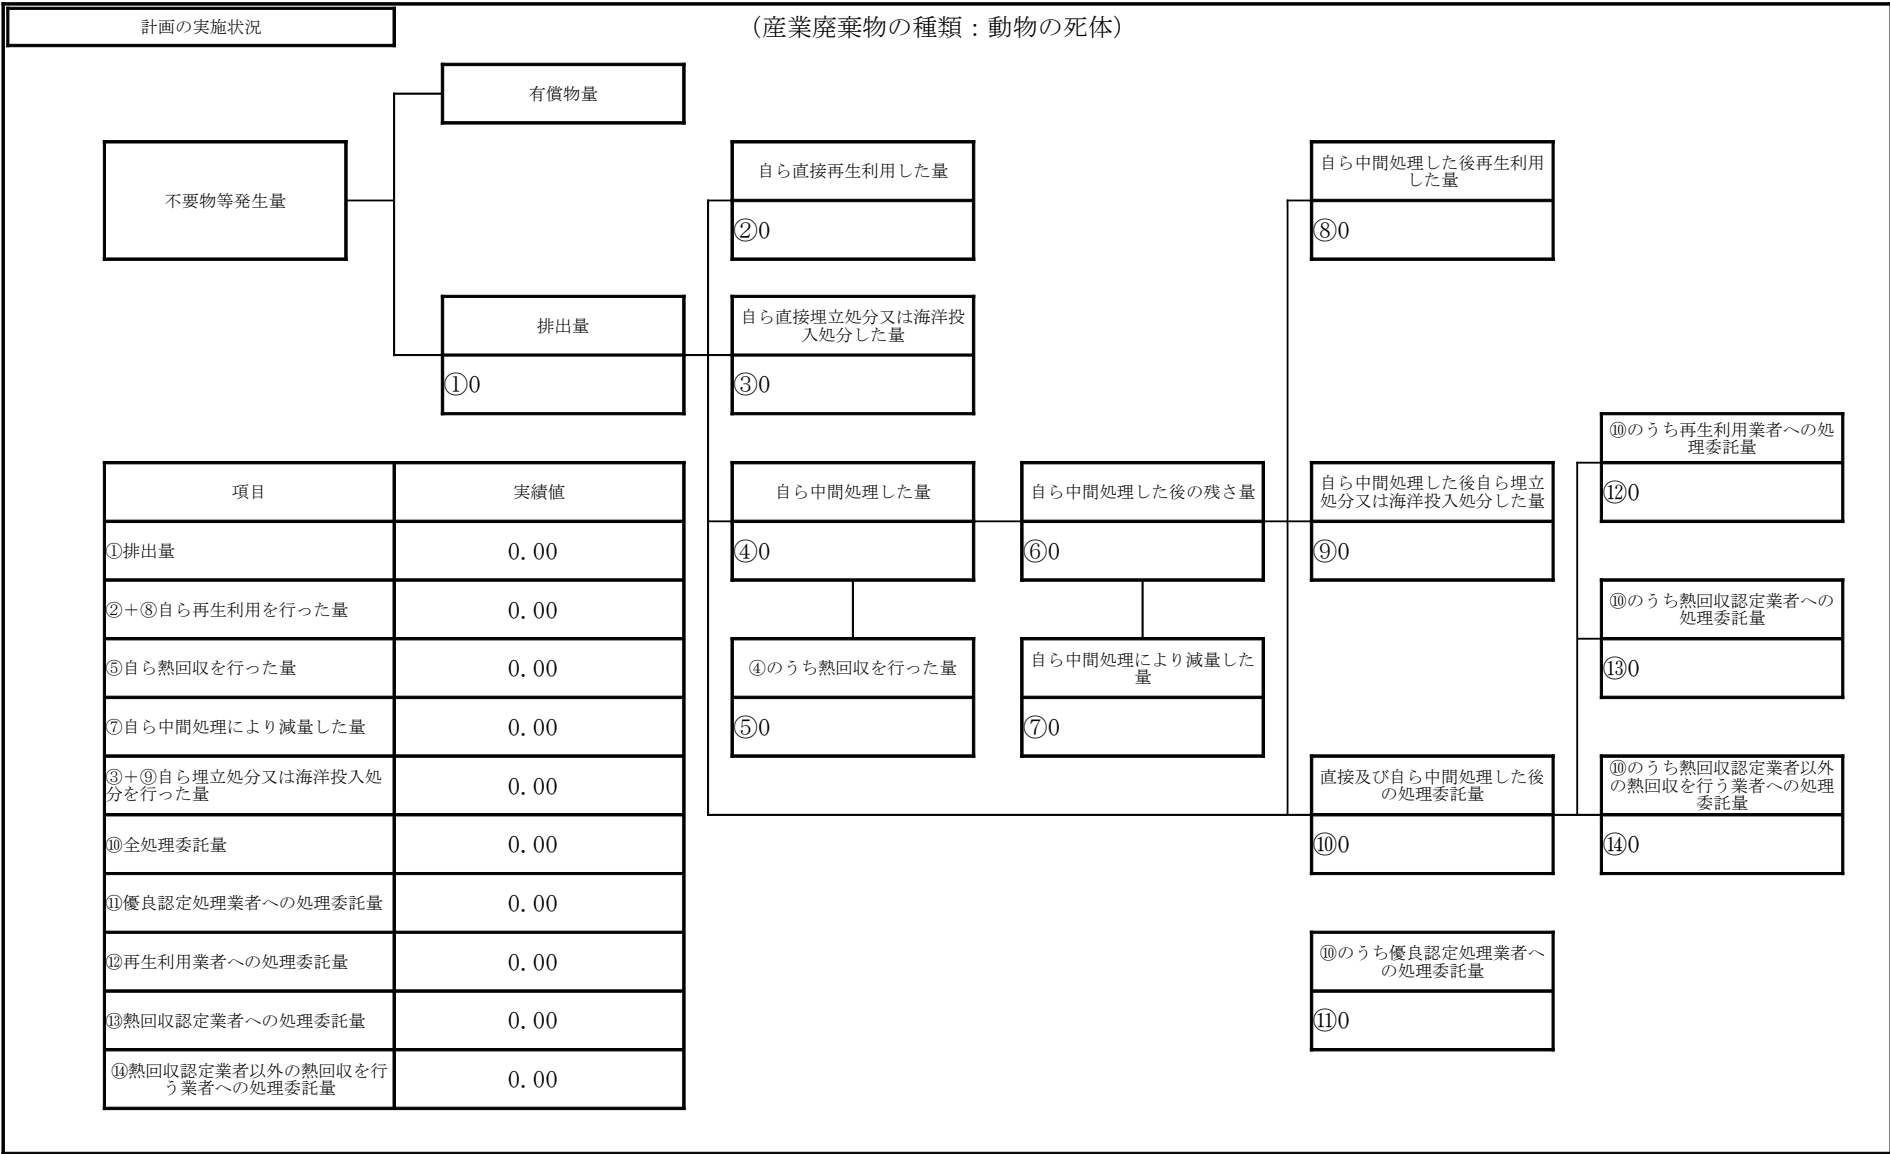 計画の実施状況
（産業廃棄物の種類：動物の死体）
有償物量
不要物等発生量
自ら直接再生利用した量
②0
自ら中間処理した後再生利用
した量
⑧0
排出量
①0
自ら直接埋立処分又は海洋投
入処分した量
③0
⑩のうち再生利用業者への処
理委託量
⑫0
自ら中間処理した量
④0
自ら中間処理した後の残さ量
⑥0
自ら中間処理した後自ら埋立
処分又は海洋投入処分した量
⑨0
⑩のうち熱回収認定業者への
処理委託量
⑬0
④のうち熱回収を行った量
⑤0
自ら中間処理により減量した
量
⑦0
直接及び自ら中間処理した後
の処理委託量
⑩0
⑩のうち熱回収認定業者以外
の熱回収を行う業者への処理
委託量
⑭0
⑩のうち優良認定処理業者へ
の処理委託量
⑪0
項目 実績値
①排出量 0.00
②＋⑧自ら再生利用を行った量 0.00
⑤自ら熱回収を行った量 0.00
⑦自ら中間処理により減量した量 0.00
③＋⑨自ら埋立処分又は海洋投入処
分を行った量 0.00
⑩全処理委託量 0.00
⑪優良認定処理業者への処理委託量 0.00
⑫再生利用業者への処理委託量 0.00
⑬熱回収認定業者への処理委託量 0.00
⑭熱回収認定業者以外の熱回収を行
う業者への処理委託量 0.00